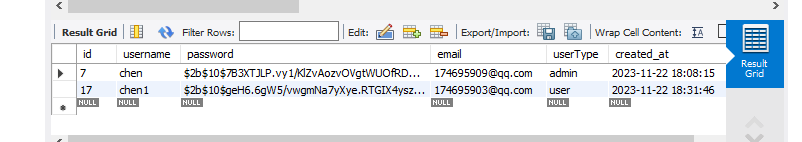 Result Grid Filter Rows: Edit: Export/Import: Wrap Cell Content: IA
id username password email userType created_at
7 chen $2b$10$7B3XTJLP.vy1/KlZvAozvOVgtWUOfRD... 174695909@qq.com admin 2023-11-22 18:08:15
17 chen1 $2b$10$geH6.6gW5/vwgmNa7yXye.RTGIX4ysz... 174695903@qq.com user 2023-11-22 18:31:46
NULL NULL NULL NULL NULL NULL
Result
Grid